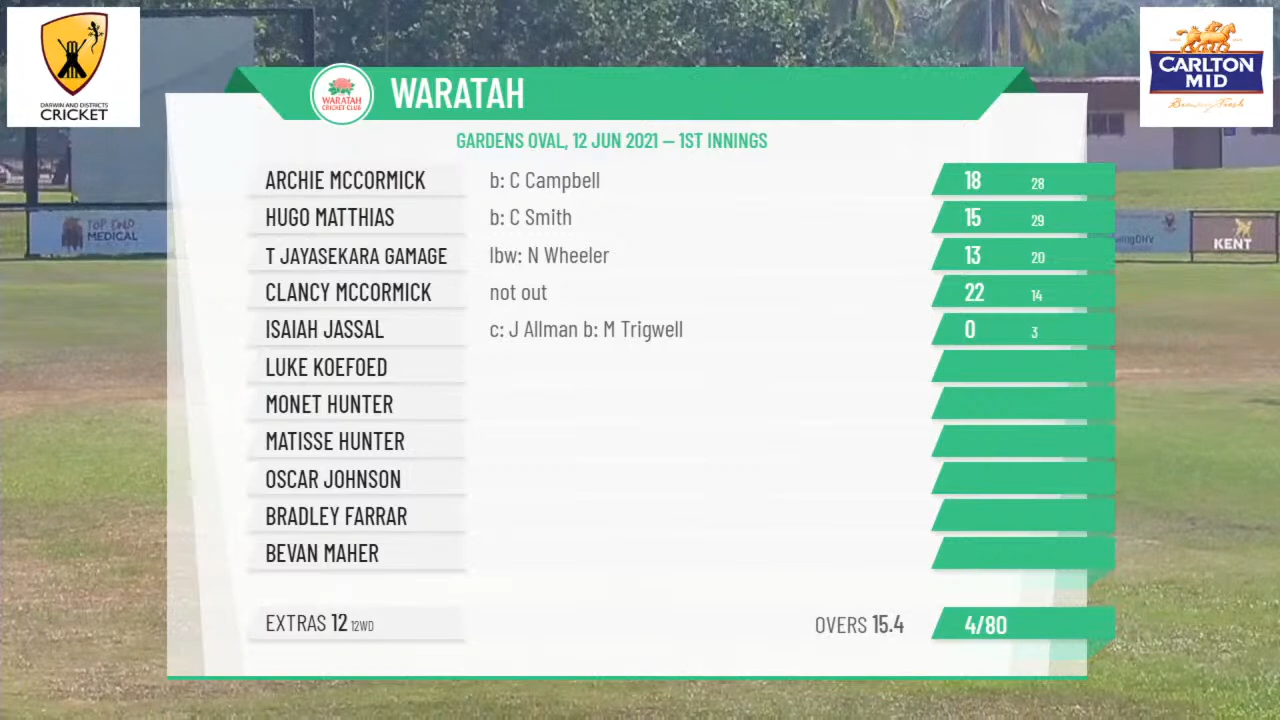 DARWIN AND DISTRICTS
CRICKET
WARATAH
CRICKET CLUB
WARATAH
CARLTON
MID
Brewery Fresh
GARDENS OVAL, 12 JUN 2021 – 1ST INNINGS
ARCHIE MCCORMICK b: C Campbell 18 28
HUGO MATTHIAS b: C Smith 15 29
T JAYASEKARA GAMAGE lbw: N Wheeler 13 20
CLANCY MCCORMICK not out 22 14
ISAIAH JASSAL c: J Allman b: M Trigwell 0 3
LUKE KOEFOED
MONET HUNTER
MATISSE HUNTER
OSCAR JOHNSON
BRADLEY FARRAR
BEVAN MAHER
EXTRAS 12 12WD OVERS 15.4 4/80
TOP END
MEDICAL
KENT